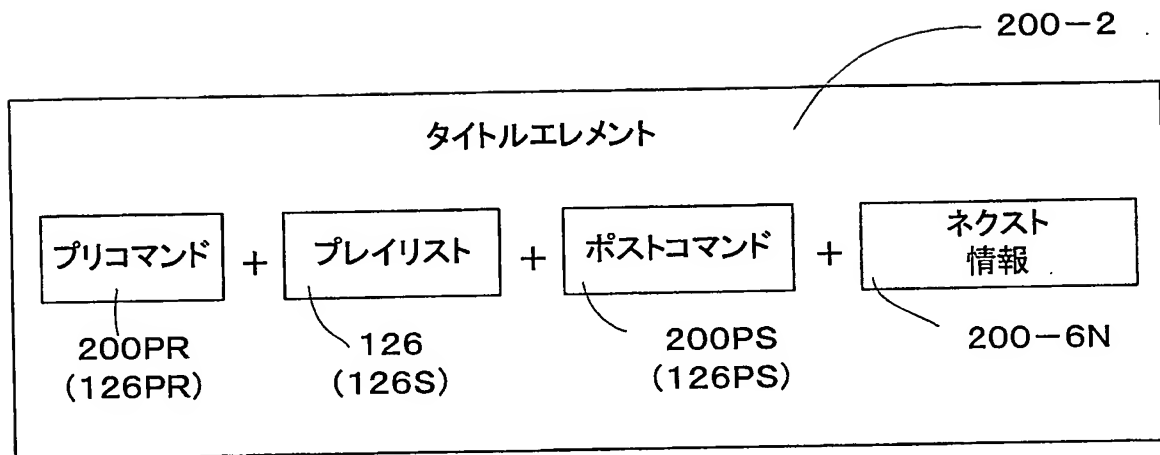 200-2
タイトルエレメント
プリコマンド + プレイリスト + ポストコマンド + ネクスト
情報
200PR 126 200PS 200-6N
(126PR) (126S) (126PS)